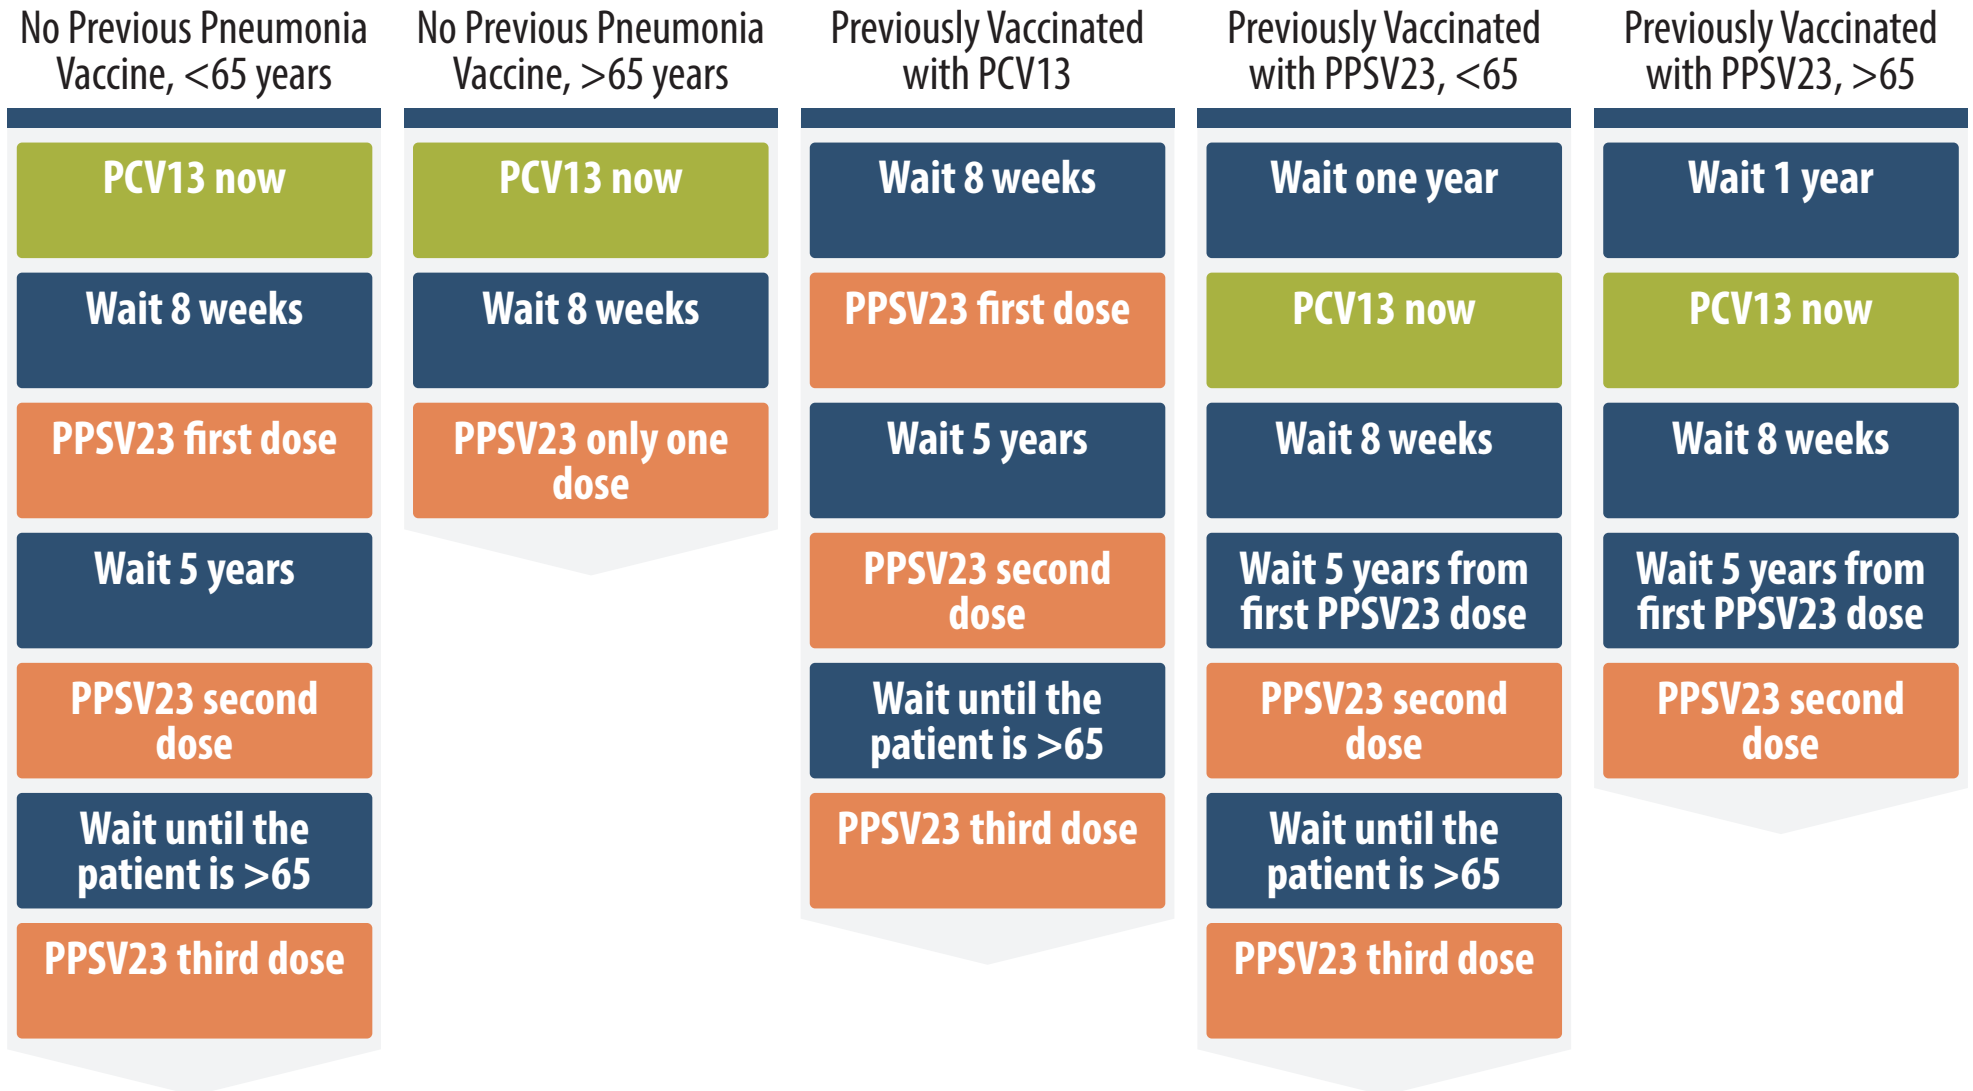 No Previous Pneumonia
Vaccine, <65 years
PCV13 now
Wait 8 weeks
PPSV23 first dose
Wait 5 years
PPSV23 second
dose
Wait until the
patient is >65
PPSV23 third dose
No Previous Pneumonia
Vaccine, >65 years
PCV13 now
Wait 8 weeks
PPSV23 only one
dose
Previously Vaccinated
with PCV13
Wait 8 weeks
PPSV23 first dose
Wait 5 years
PPSV23 second
dose
Wait until the
patient is >65
PPSV23 third dose
Previously Vaccinated
with PPSV23, <65
Wait one year
PCV13 now
Wait 8 weeks
Wait 5 years from
first PPSV23 dose
PPSV23 second
dose
Wait until the
patient is >65
PPSV23 third dose
Previously Vaccinated
with PPSV23, >65
Wait 1 year
PCV13 now
Wait 8 weeks
Wait 5 years from
first PPSV23 dose
PPSV23 second
dose